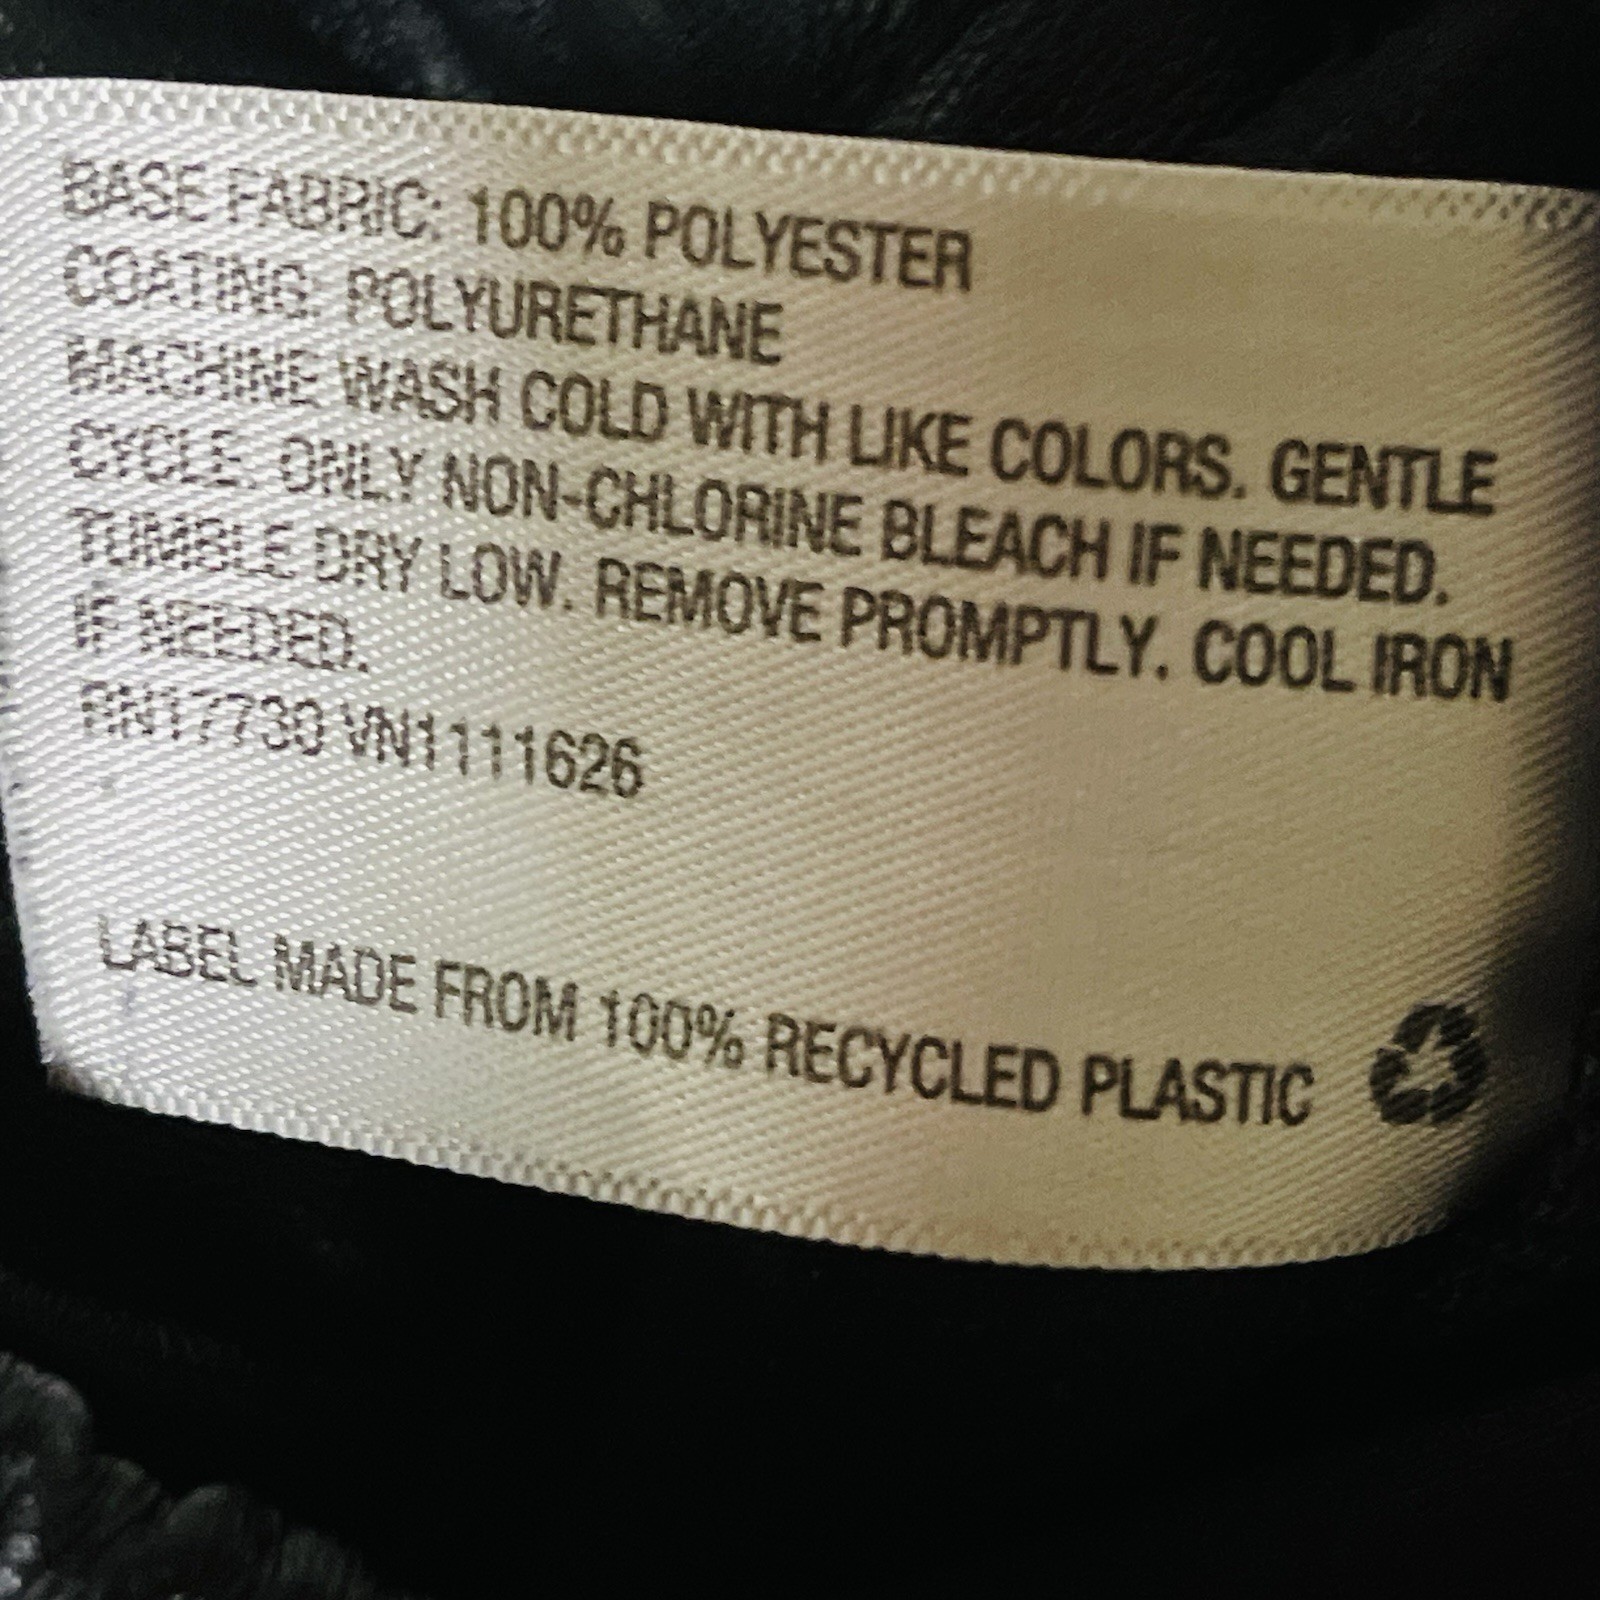 BASE FABRIC: 100% POLYESTER
COATING: POLYURETHANE
MACHINE WASH COLD WITH LIKE COLORS. GENTLE
CYCLE. ONLY NON-CHLORINE BLEACH IF NEEDED.
TUMBLE DRY LOW. REMOVE PROMPTLY. COOL IRON
IF NEEDED.
RN17730 VN1111626
LABEL MADE FROM 100% RECYCLED PLASTIC